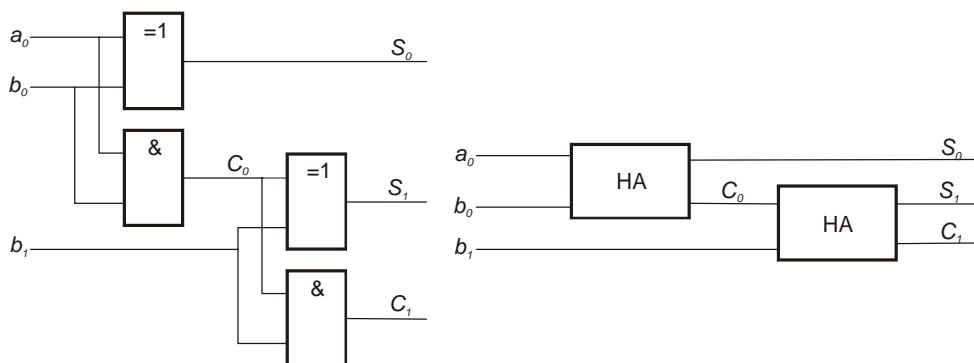 a₀
=1
S₀
b₀
&
C₀
=1
S₁
b₁
&
C₁
a₀
HA
S₀
b₀
C₀
HA
S₁
b₁
C₁